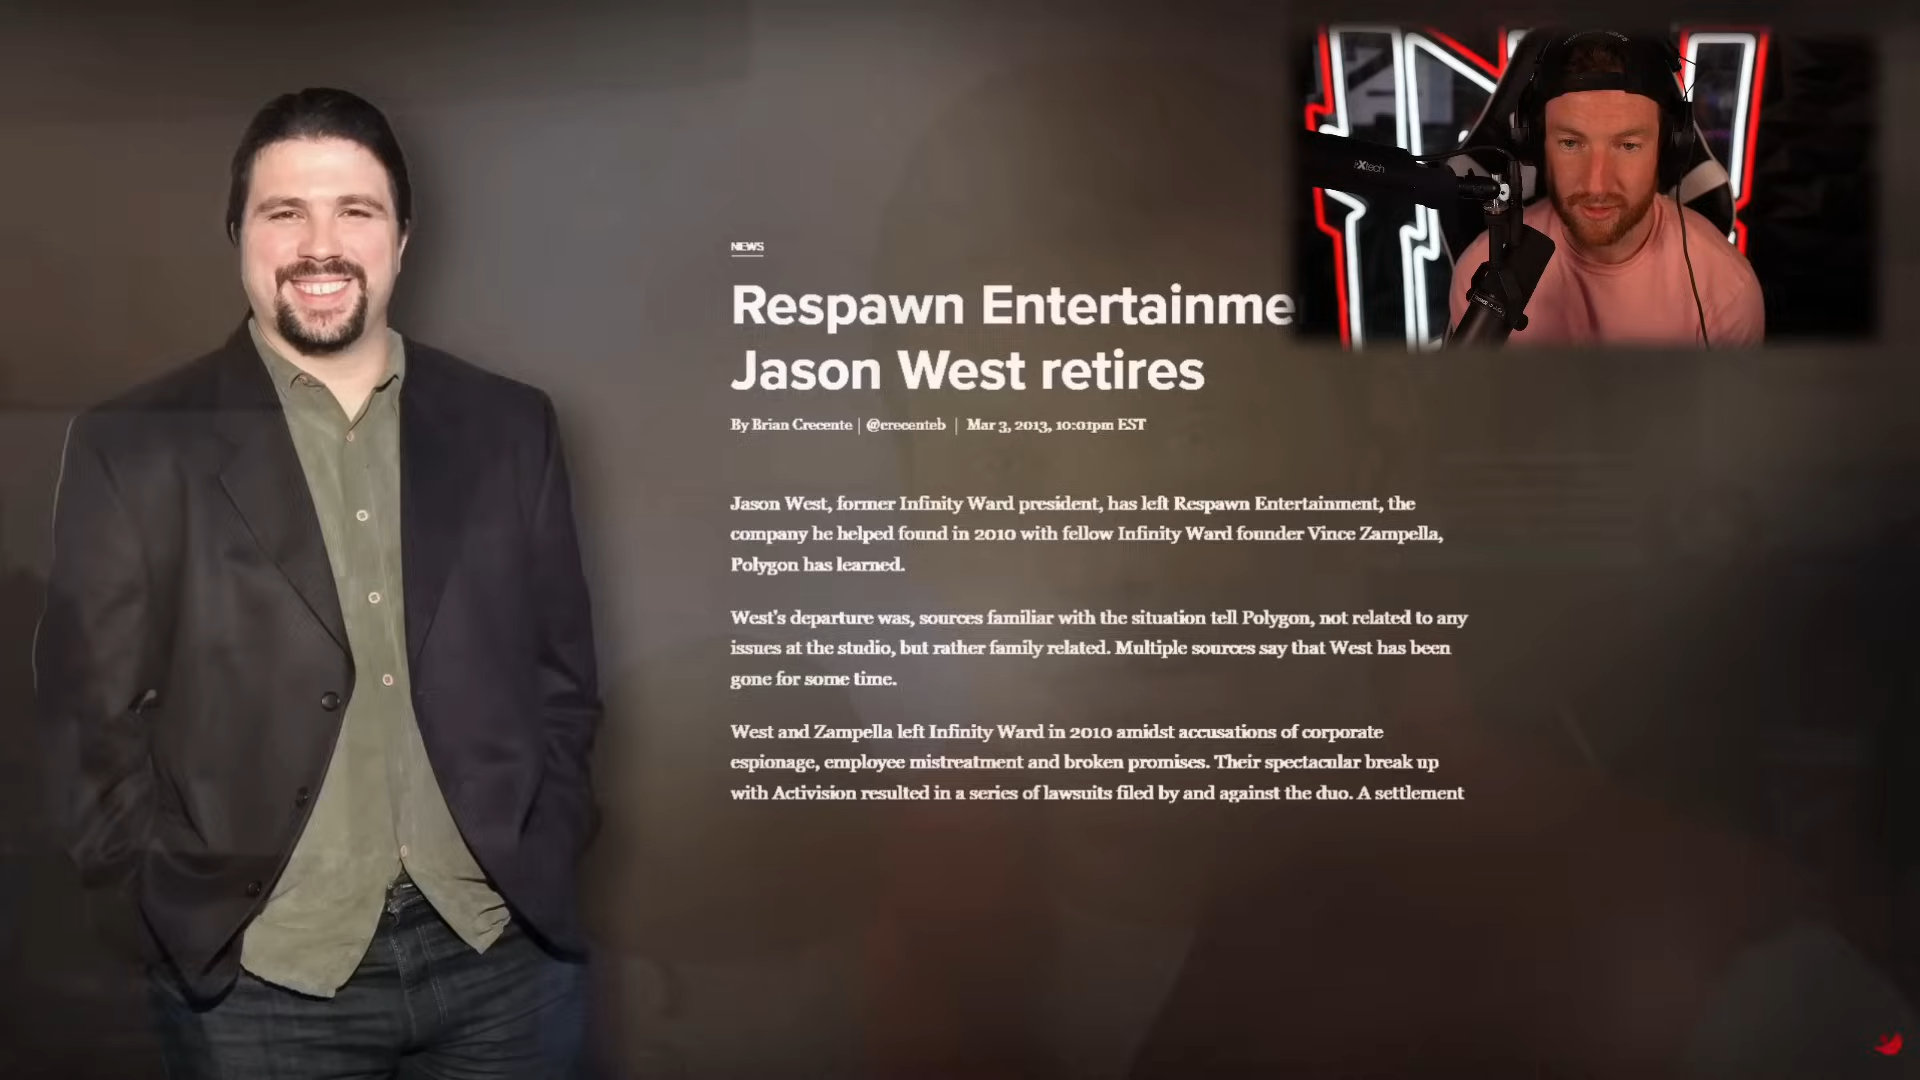 NEWS
Respawn Entertainme
Jason West retires
By Brian Crecente | @crecenteb | Mar 3, 2013, 10:01pm EST
Jason West, former Infinity Ward president, has left Respawn Entertainment, the
company he helped found in 2010 with fellow Infinity Ward founder Vince Zampella,
Polygon has learned.
West's departure was, sources familiar with the situation tell Polygon, not related to any
issues at the studio, but rather family related. Multiple sources say that West has been
gone for some time.
West and Zampella left Infinity Ward in 2010 amidst accusations of corporate
espionage, employee mistreatment and broken promises. Their spectacular break up
with Activision resulted in a series of lawsuits filed by and against the duo. A settlement